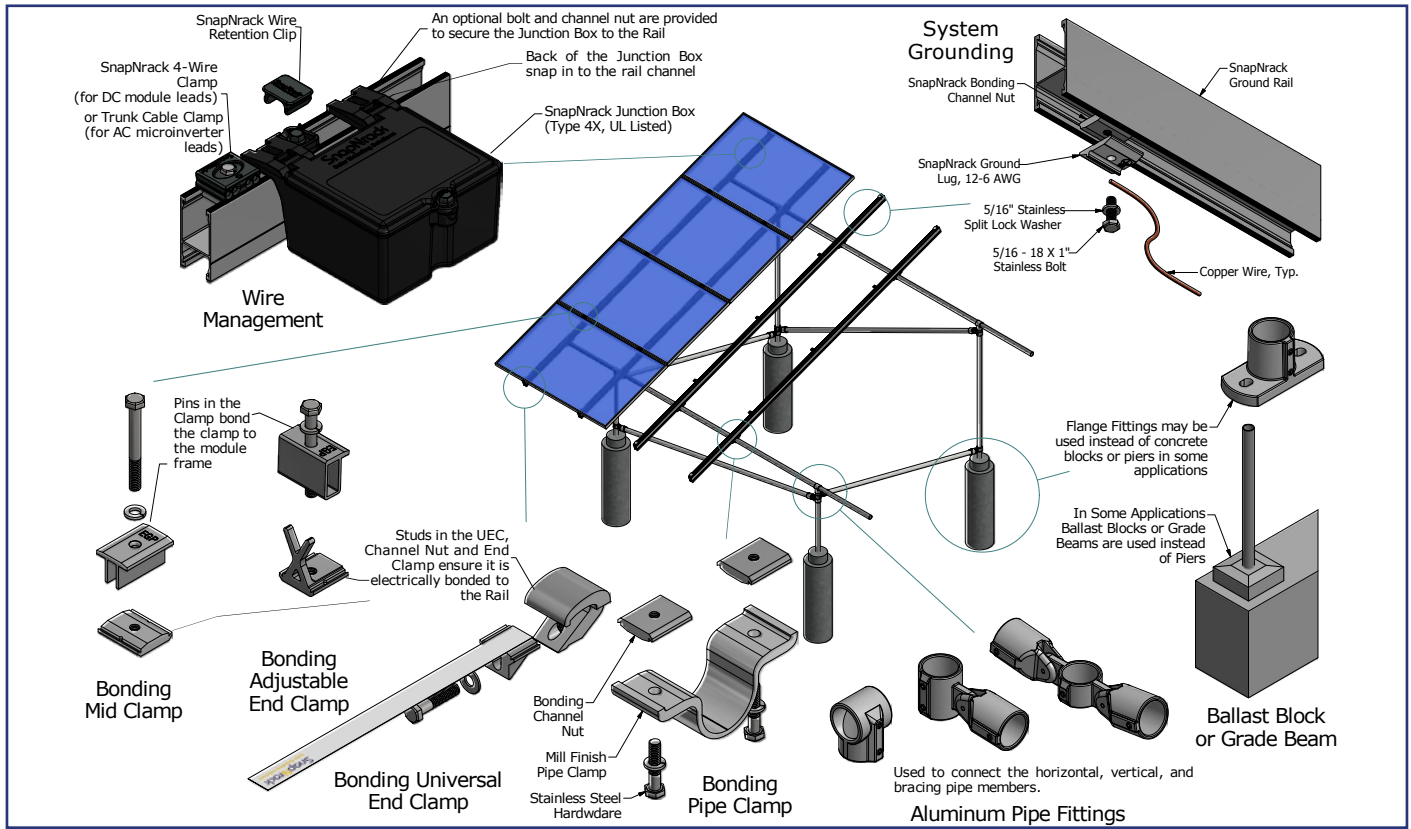 SnapNrack Wire
Retention Clip
An optional bolt and channel nut are provided
to secure the Junction Box to the Rail
Back of the Junction Box
snap in to the rail channel
SnapNrack 4-Wire
Clamp
(for DC module leads)
or Trunk Cable Clamp
(for AC microinverter
leads)
SnapNrack Junction Box
(Type 4X, UL Listed)
SnapNrack
Wire
Management
System
Grounding
SnapNrack
Ground Rail
SnapNrack Bonding
Channel Nut
SnapNrack Ground
Lug, 12-6 AWG
5/16" Stainless
Split Lock Washer
5/16 - 18 X 1"
Stainless Bolt
Copper Wire, Typ.
Pins in the
Clamp bond
the clamp to
the module
frame
EGP
EGP
Studs in the UEC,
Channel Nut and End
Clamp ensure it is
electrically bonded to
the Rail
Flange Fittings may be
used instead of concrete
blocks or piers in some
applications
In Some Applications
Ballast Blocks or Grade
Beams are used instead
of Piers
Bonding
Mid Clamp
Bonding
Adjustable
End Clamp
SnapNrack
Bonding Universal
End Clamp
Bonding
Channel
Nut
Mill Finish
Pipe Clamp
Stainless Steel
Hardwdare
Bonding
Pipe Clamp
Used to connect the horizontal, vertical, and
bracing pipe members.
Aluminum Pipe Fittings
Ballast Block
or Grade Beam